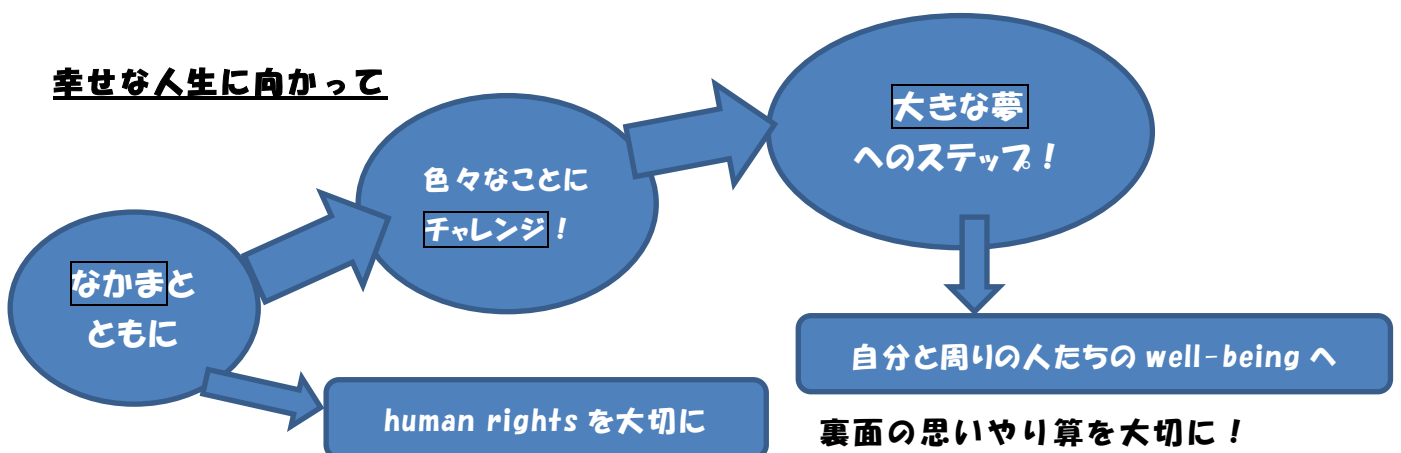 幸せな人生に向かって
大きな夢
へのステップ！
色々なことに
チャレンジ！
なかまと
ともに
自分と周りの人たちの well-being へ
human rights を大切に
裏面の思いやり算を大切に！